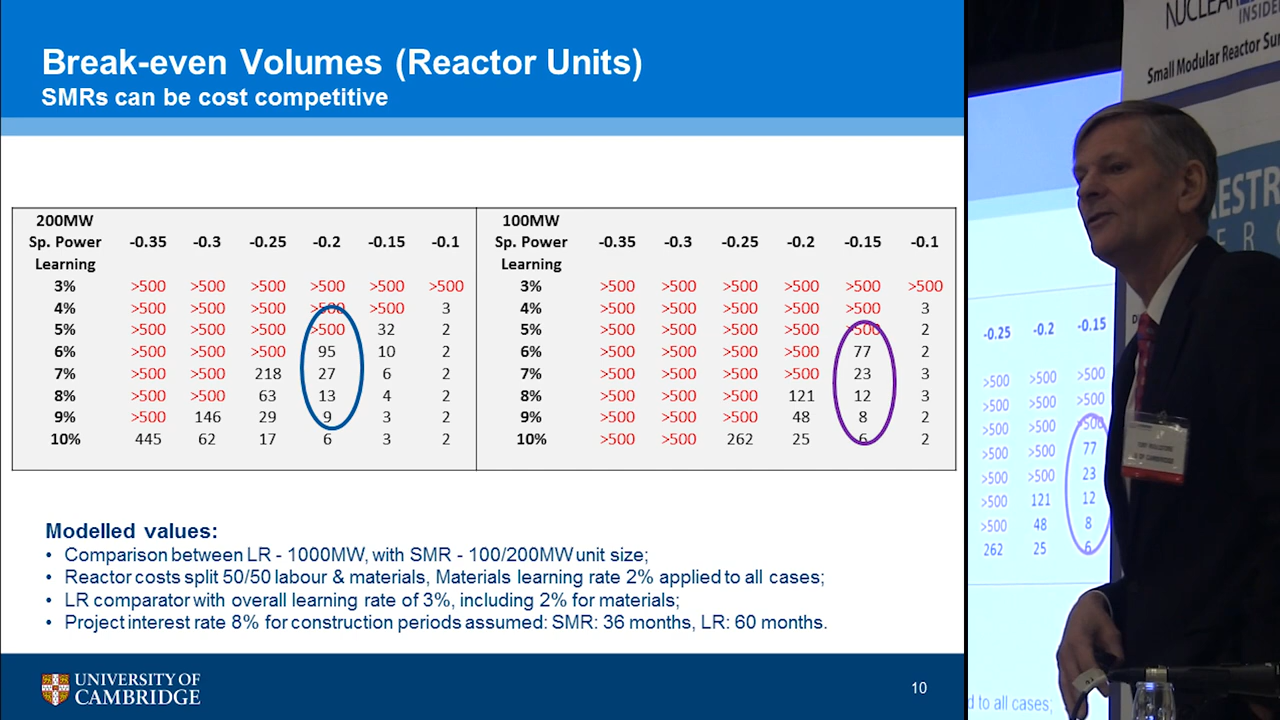 Break-even Volumes (Reactor Units)
SMRs can be cost competitive
200MW
Sp. Power -0.35 -0.3 -0.25 -0.2 -0.15 -0.1
Learning
3% >500 >500 >500 >500 >500 >500
4% >500 >500 >500 >500 >500 3
5% >500 >500 >500 >500 32 2
6% >500 >500 >500 95 10 2
7% >500 >500 218 27 6 2
8% >500 >500 63 13 4 2
9% >500 146 29 9 3 2
10% 445 62 17 6 3 2
100MW
Sp. Power -0.35 -0.3 -0.25 -0.2 -0.15 -0.1
Learning
3% >500 >500 >500 >500 >500 >500
4% >500 >500 >500 >500 >500 3
5% >500 >500 >500 >500 >500 2
6% >500 >500 >500 >500 77 2
7% >500 >500 >500 >500 23 3
8% >500 >500 >500 121 12 3
9% >500 >500 >500 48 8 2
10% >500 >500 262 25 6 2
Modelled values:
• Comparison between LR - 1000MW, with SMR - 100/200MW unit size;
• Reactor costs split 50/50 labour & materials, Materials learning rate 2% applied to all cases;
• LR comparator with overall learning rate of 3%, including 2% for materials;
• Project interest rate 8% for construction periods assumed: SMR: 36 months, LR: 60 months.
UNIVERSITY OF
CAMBRIDGE
10
NUCLEAR
INSIDE
Small Modular Reactor Su
ESTR
-0.25 -0.2 -0.15
>500 >500 >500
>500 >500 >500
>500 >500 >500
>500 >500 77
>500 >500 23
>500 121 12
>500 48 8
262 25 6
U. OF CAMBRIDGE
d to all cases;